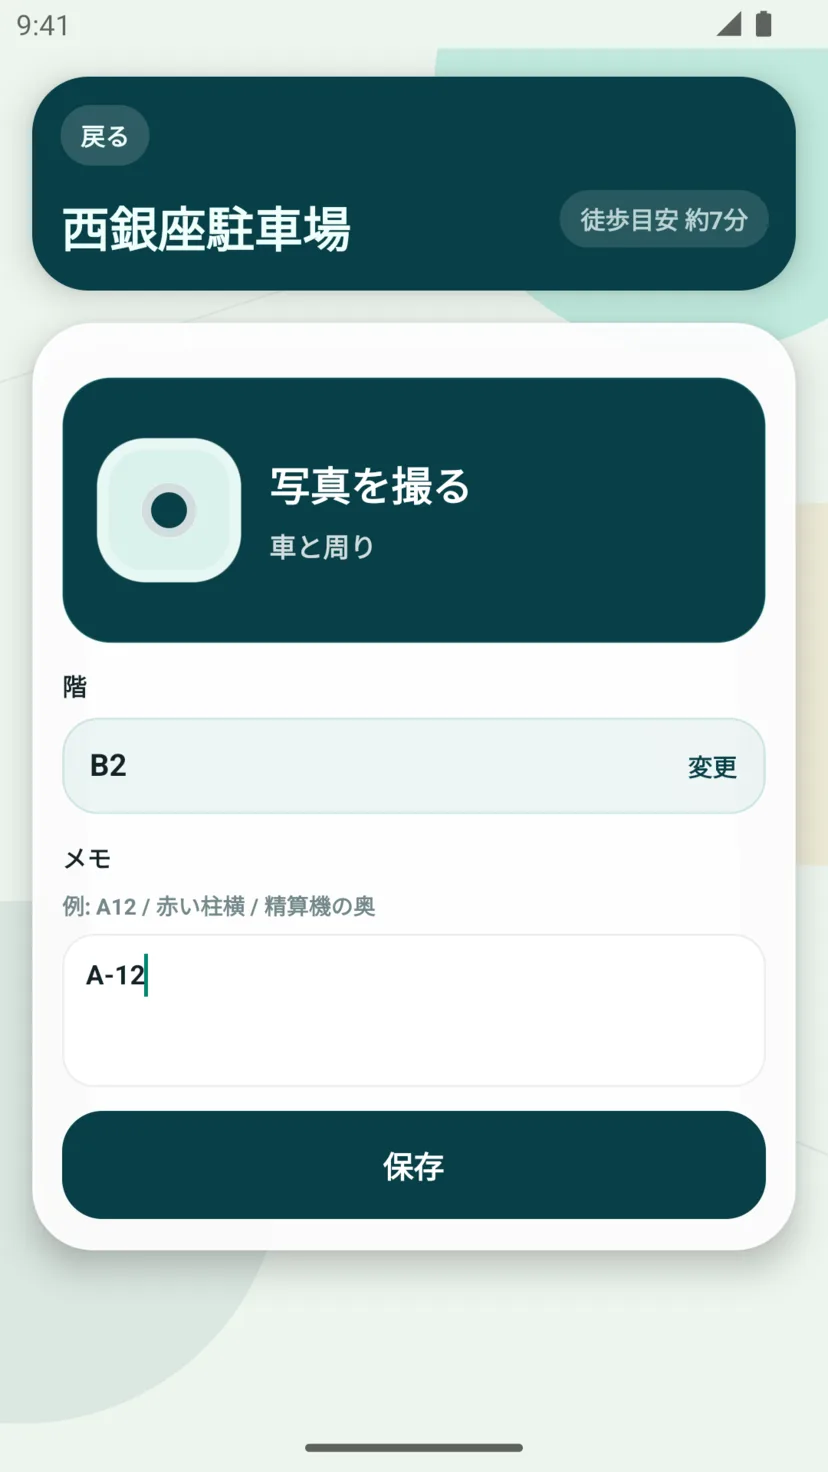 9:41
戻る
西銀座駐車場
徒歩目安 約7分
写真を撮る
車と周り
階
B2
変更
メモ
例: A12 / 赤い柱横 / 精算機の奥
A-12
保存